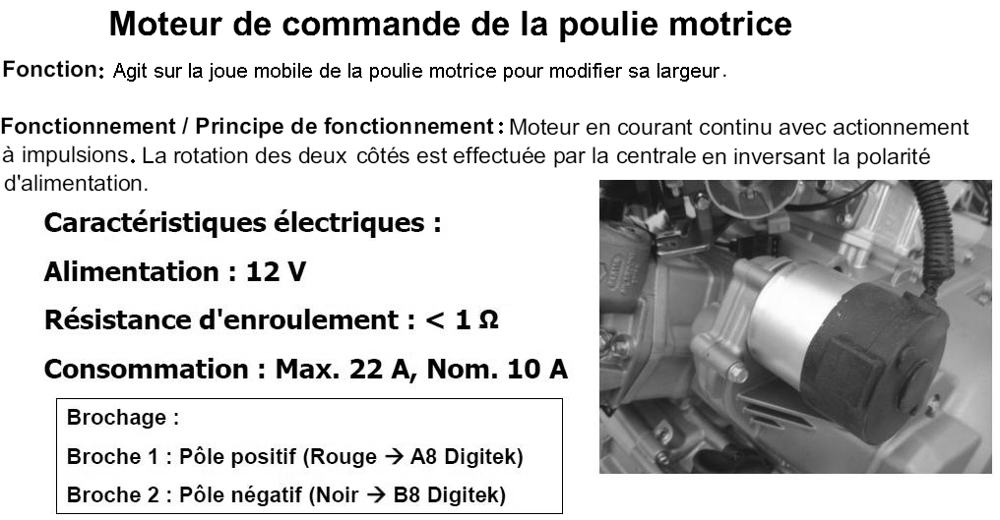 Moteur de commande de la poulie motrice
Fonction: Agit sur la joue mobile de la poulie motrice pour modifier sa largeur.
Fonctionnement / Principe de fonctionnement: Moteur en courant continu avec actionnement
à impulsions. La rotation des deux côtés est effectuée par la centrale en inversant la polarité
d'alimentation.
Caractéristiques électriques :
Alimentation : 12 V
Résistance d'enroulement : < 1 Ω
Consommation : Max. 22 A, Nom. 10 A
Brochage :
Broche 1 : Pôle positif (Rouge → A8 Digitek)
Broche 2 : Pôle négatif (Noir → B8 Digitek)